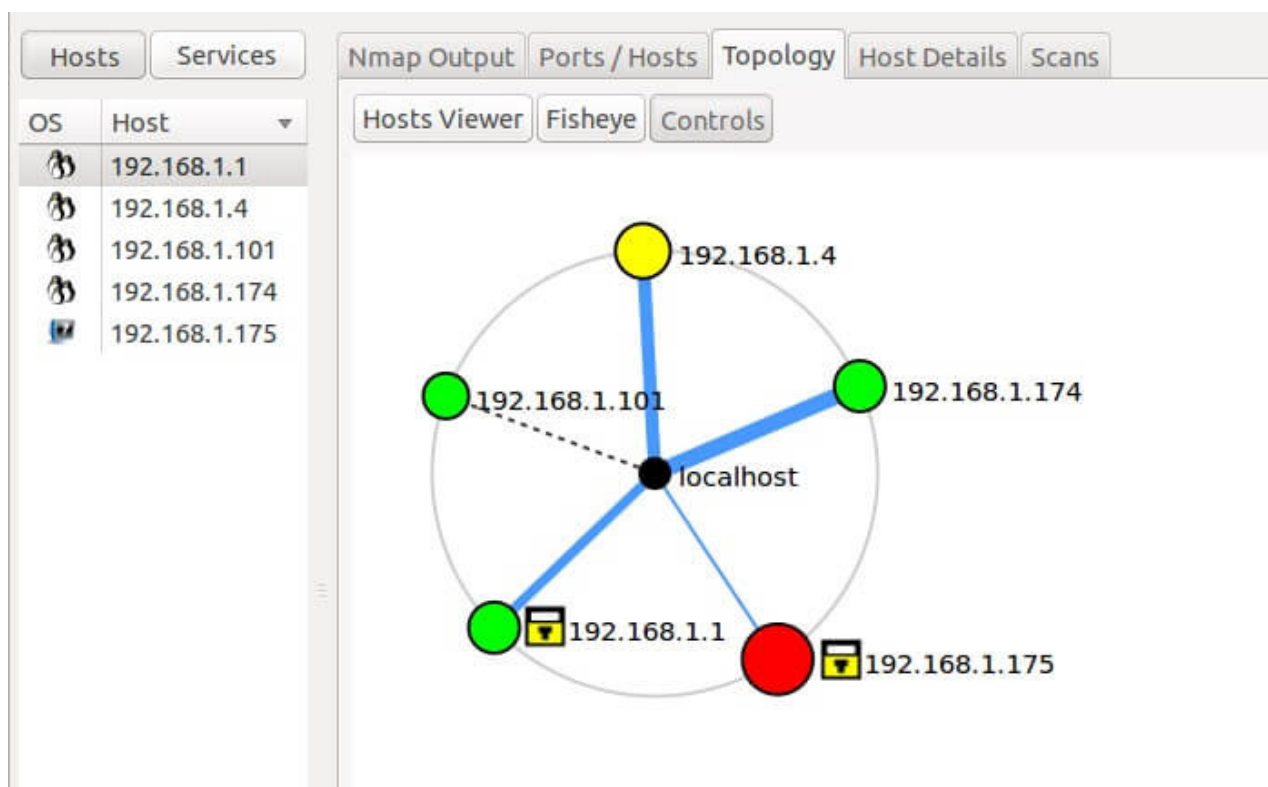 Hosts Services
Nmap Output Ports / Hosts Topology Host Details Scans
Hosts Viewer Fisheye Controls
OS Host
192.168.1.1
192.168.1.4
192.168.1.101
192.168.1.174
192.168.1.175
192.168.1.4
192.168.1.174
192.168.1.101
localhost
192.168.1.1
192.168.1.175